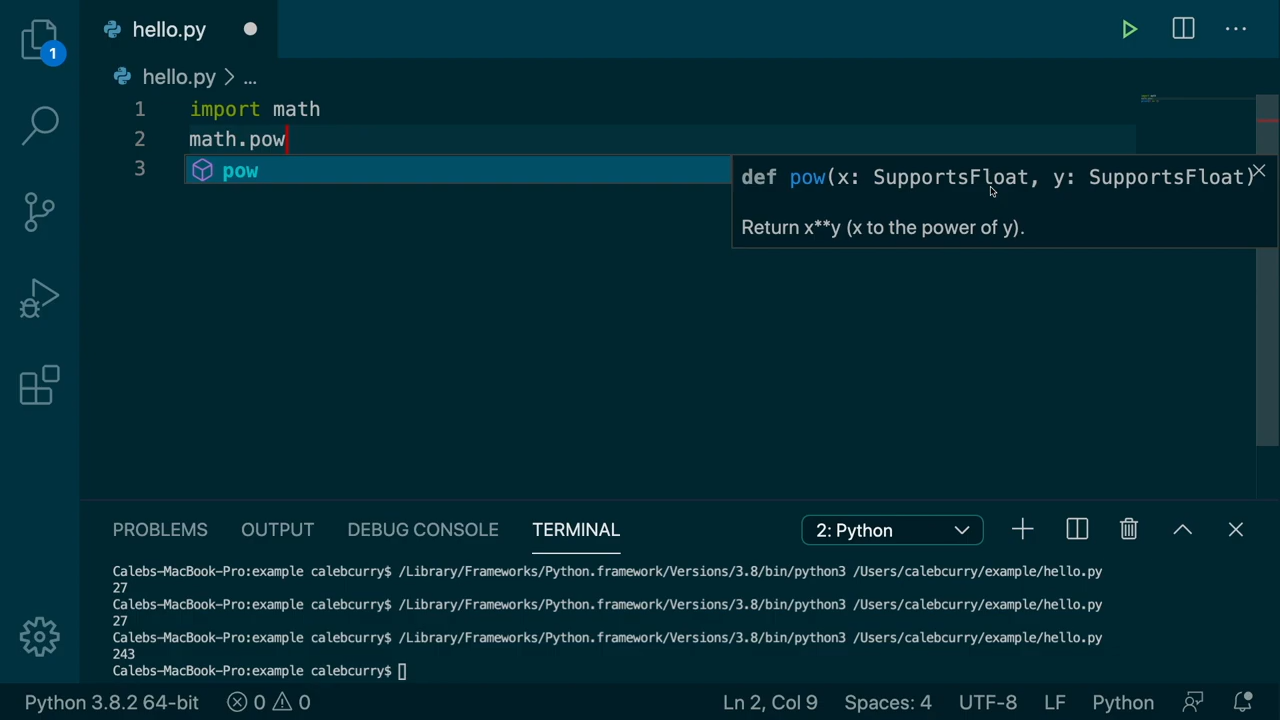 hello.py
1
hello.py > ...
1 import math
2 math.pow
3 pow
def pow(x: SupportsFloat, y: SupportsFloat)
Return x**y (x to the power of y).
PROBLEMS OUTPUT DEBUG CONSOLE TERMINAL 2: Python
Calebs-MacBook-Pro:example calebcurry$ /Library/Frameworks/Python.framework/Versions/3.8/bin/python3 /Users/calebcurry/example/hello.py
27
Calebs-MacBook-Pro:example calebcurry$ /Library/Frameworks/Python.framework/Versions/3.8/bin/python3 /Users/calebcurry/example/hello.py
27
Calebs-MacBook-Pro:example calebcurry$ /Library/Frameworks/Python.framework/Versions/3.8/bin/python3 /Users/calebcurry/example/hello.py
243
Calebs-MacBook-Pro:example calebcurry$
Python 3.8.2 64-bit 0 0 Ln 2, Col 9 Spaces: 4 UTF-8 LF Python